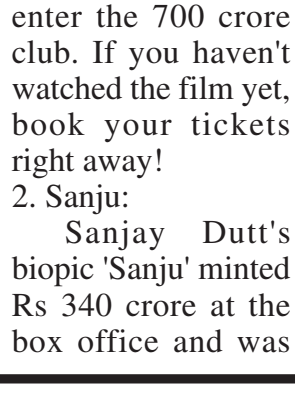 enter the 700 crore
club. If you haven't
watched the film yet,
book your tickets
right away!
2. Sanju:
Sanjay Dutt's
biopic 'Sanju' minted
Rs 340 crore at the
box office and was